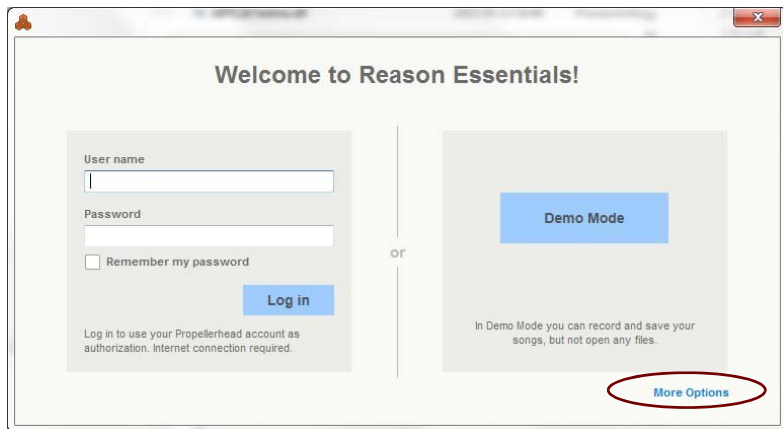 Welcome to Reason Essentials!
User name
Password
Remember my password
Log in
Log in to use your Propellerhead account as
authorization. Internet connection required.
or
Demo Mode
In Demo Mode you can record and save your
songs, but not open any files.
More Options